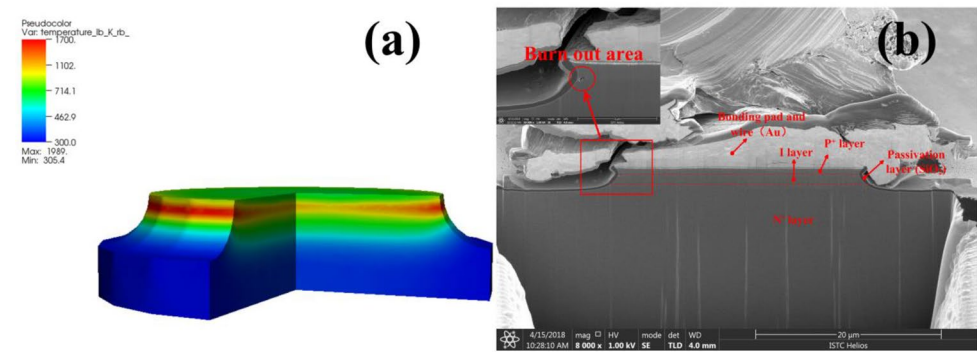 Pseudocolor
Var: temperature_lb_K_rb_
1700.
1102.
714.1
462.9
300.0
Max: 1989.
Min: 305.4
(a)
(b)
Burn out area
Bonding pad and
wire（Au）
P⁺ layer
I layer
Passivation
layer (SiO₂)
N⁺ layer
4/15/2018
10:28:10 AM
mag
8 000 x
HV
1.00 kV
mode
SE
det
TLD
WD
4.0 mm
20 μm
ISTC Helios